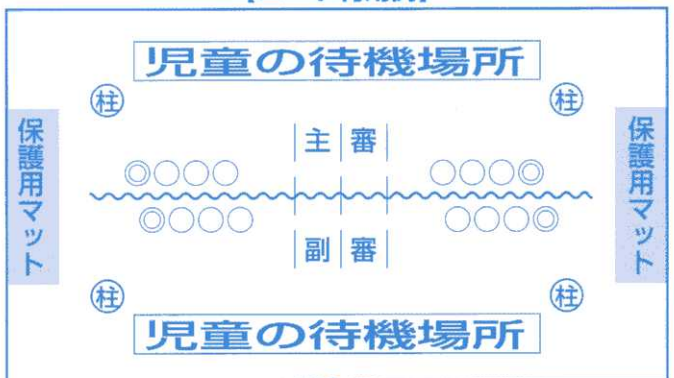 児童の待機場所
柱 柱
保護用マット
主審
保護用マット
副審
柱 柱
児童の待機場所